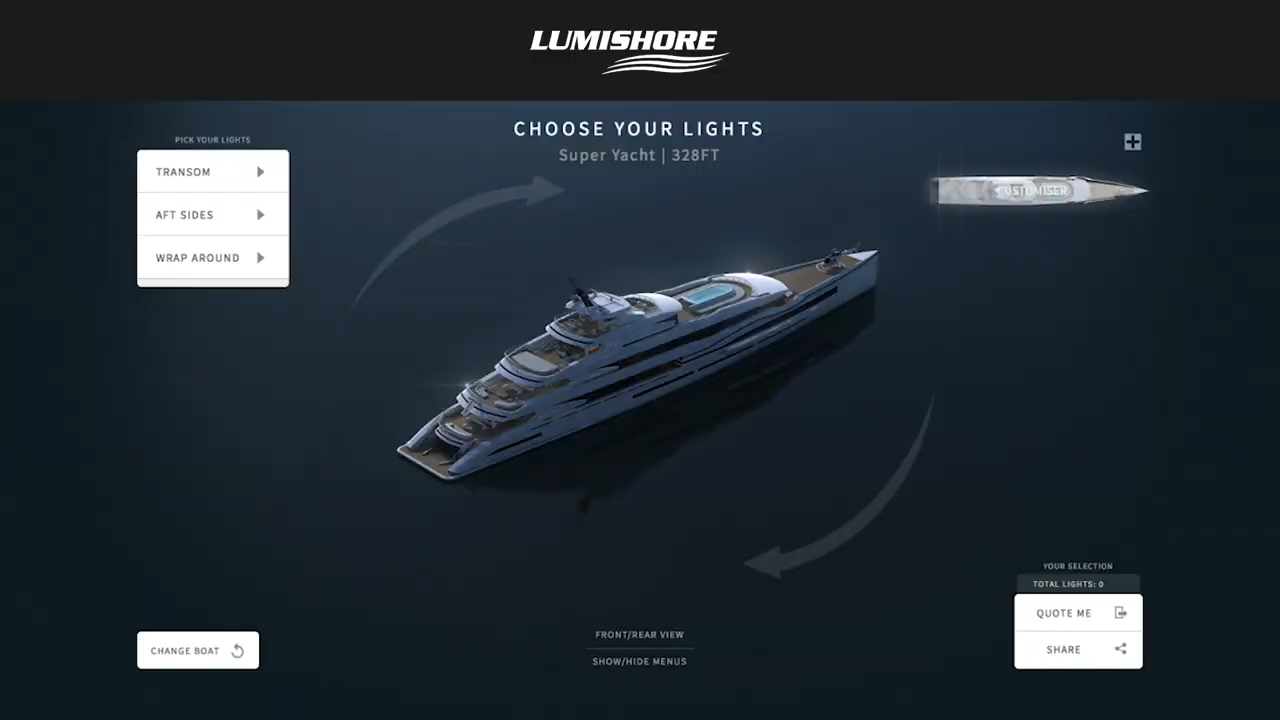 LUMISHORE
CHOOSE YOUR LIGHTS
Super Yacht | 328FT
PICK YOUR LIGHTS
TRANSOM
AFT SIDES
WRAP AROUND
CUSTOMISER
YOUR SELECTION
TOTAL LIGHTS: 0
QUOTE ME
SHARE
CHANGE BOAT
FRONT/REAR VIEW
SHOW/HIDE MENUS